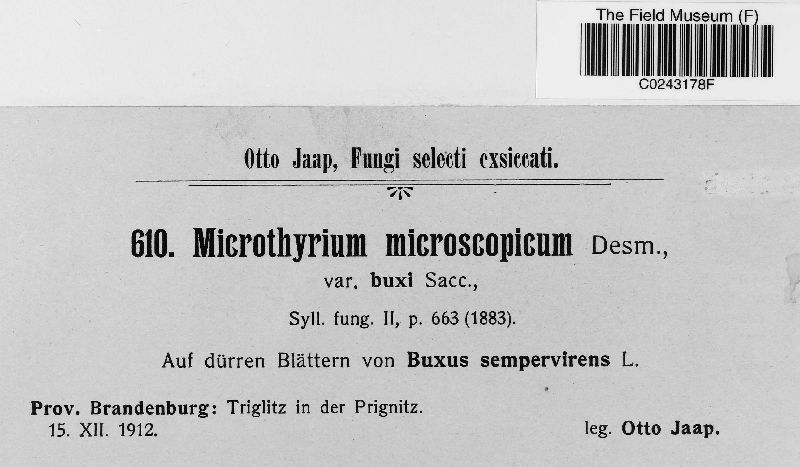 The Field Museum (F)
C0243178F
Otto Jaap, Fungi selecti exsiccati.
610. Microthyrium microscopicum Desm.,
var. buxi Sacc.,
Syll. fung. II, p. 663 (1883).
Auf dürren Blättern von Buxus sempervirens L.
Prov. Brandenburg: Triglitz in der Prignitz.
15. XII. 1912. leg. Otto Jaap.